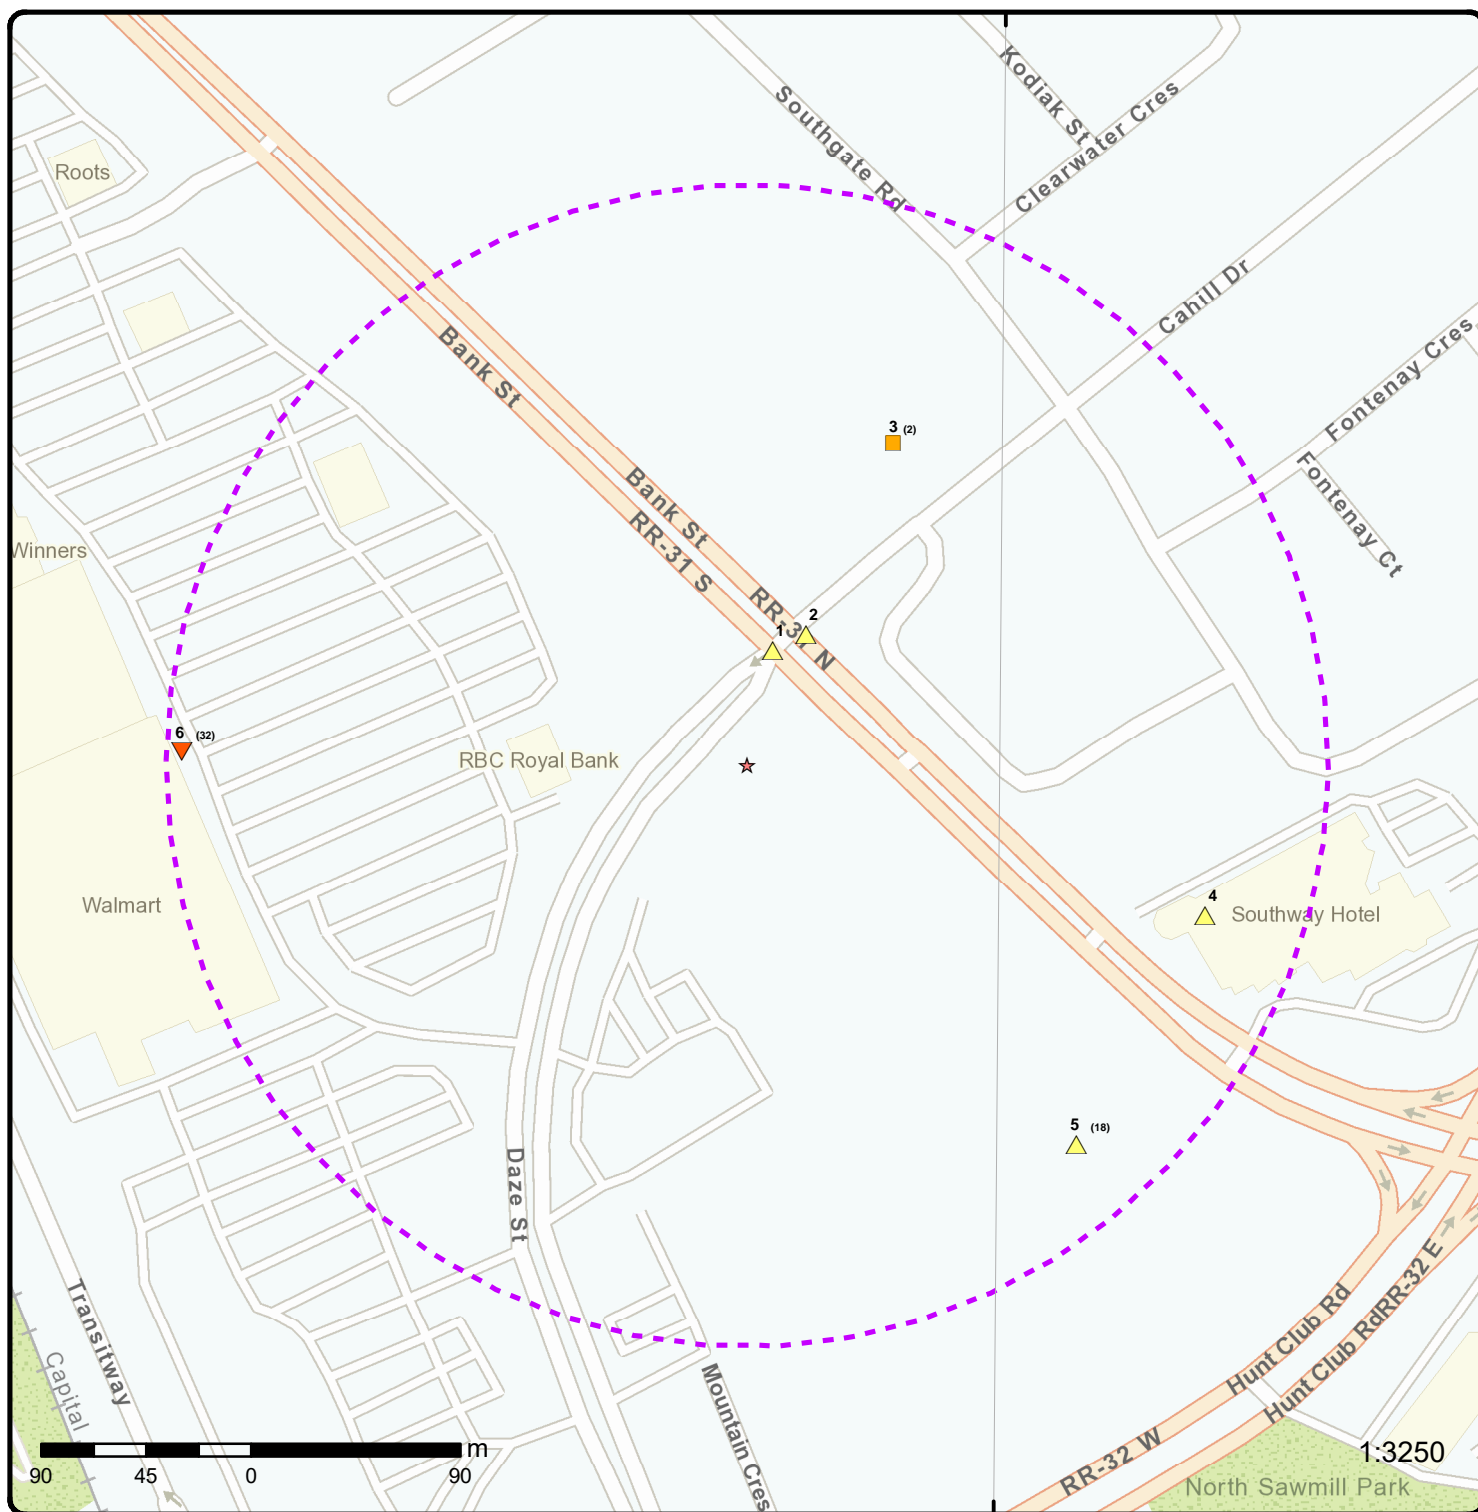 Kodiak St
Southgate Rd
Clearwater Cres
Roots
Cahill Dr
Bank St
Fontenay Cres
3 (2)
Bank St
Fontenay Ct
RR-31 S
Winners
RR-31 N
2
1
6 (32)
RBC Royal Bank
4
Walmart
Southway Hotel
5 (18)
Daze St
Transitway
Capital
Hunt Club Rd
RR-32 E
Hunt Club Rd
Mountain Cres
RR-32 W
m
1:3250
90 45 0 90
North Sawmill Park